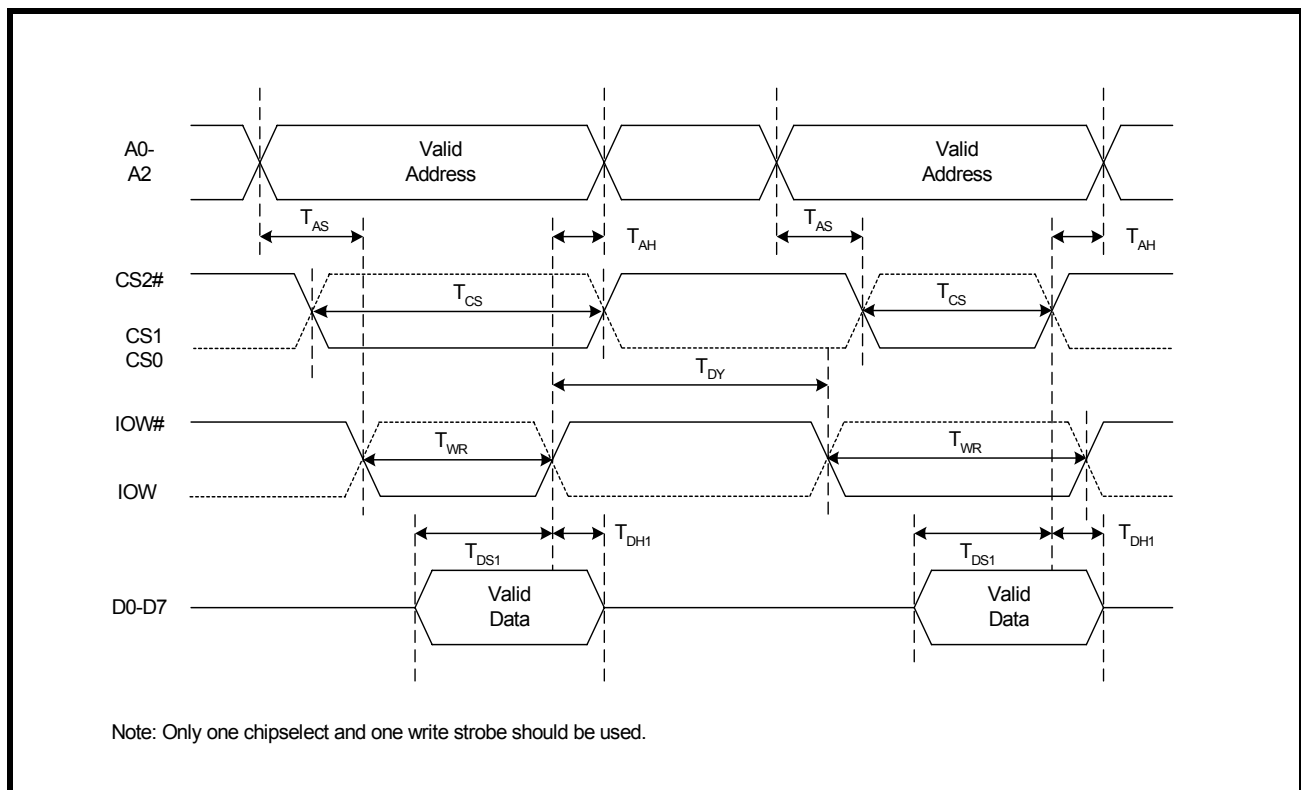 A0-
A2
Valid
Address
Valid
Address
TAS
TAH
TAS
TAH
CS2#
TCS
TCS
CS1
CS0
TDY
IOW#
TWR
TWR
IOW
TDS1
TDH1
TDS1
TDH1
D0-D7
Valid
Data
Valid
Data
Note: Only one chipselect and one write strobe should be used.